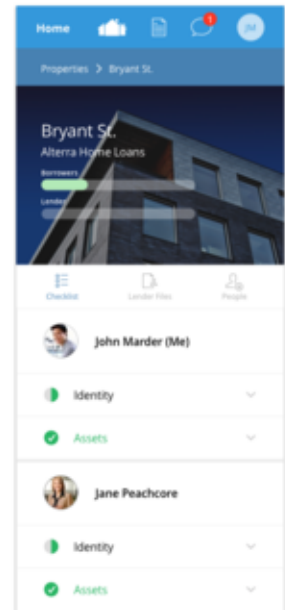 Home
1
JM
Properties > Bryant St.
Bryant St.
Alterra Home Loans
Borrowers
Lender
Checklist
Lender Files
People
John Marder (Me)
Identity
Assets
Jane Peachcore
Identity
Assets